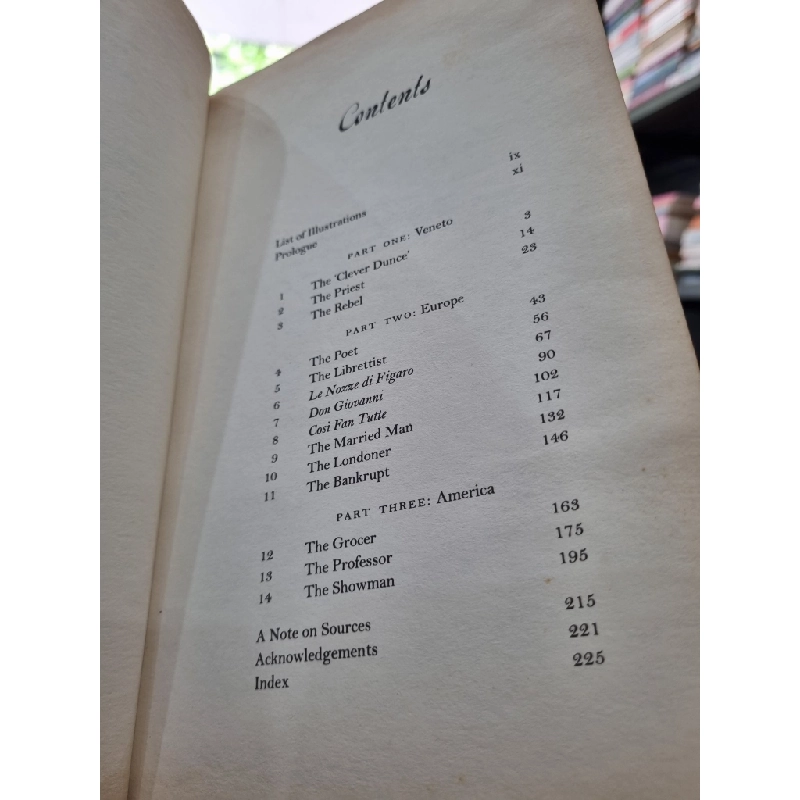 Contents
List of Illustrations ix
Prologue xi
PART ONE: Veneto
1 The 'Clever Dunce' 3
2 The Priest 14
3 The Rebel 23
PART TWO: Europe
4 The Poet 43
5 The Librettist 56
6 Le Nozze di Figaro 67
7 Don Giovanni 90
8 Così Fan Tutte 102
9 The Married Man 117
10 The Londoner 132
11 The Bankrupt 146
PART THREE: America
12 The Grocer 163
13 The Professor 175
14 The Showman 195
A Note on Sources 215
Acknowledgements 221
Index 225